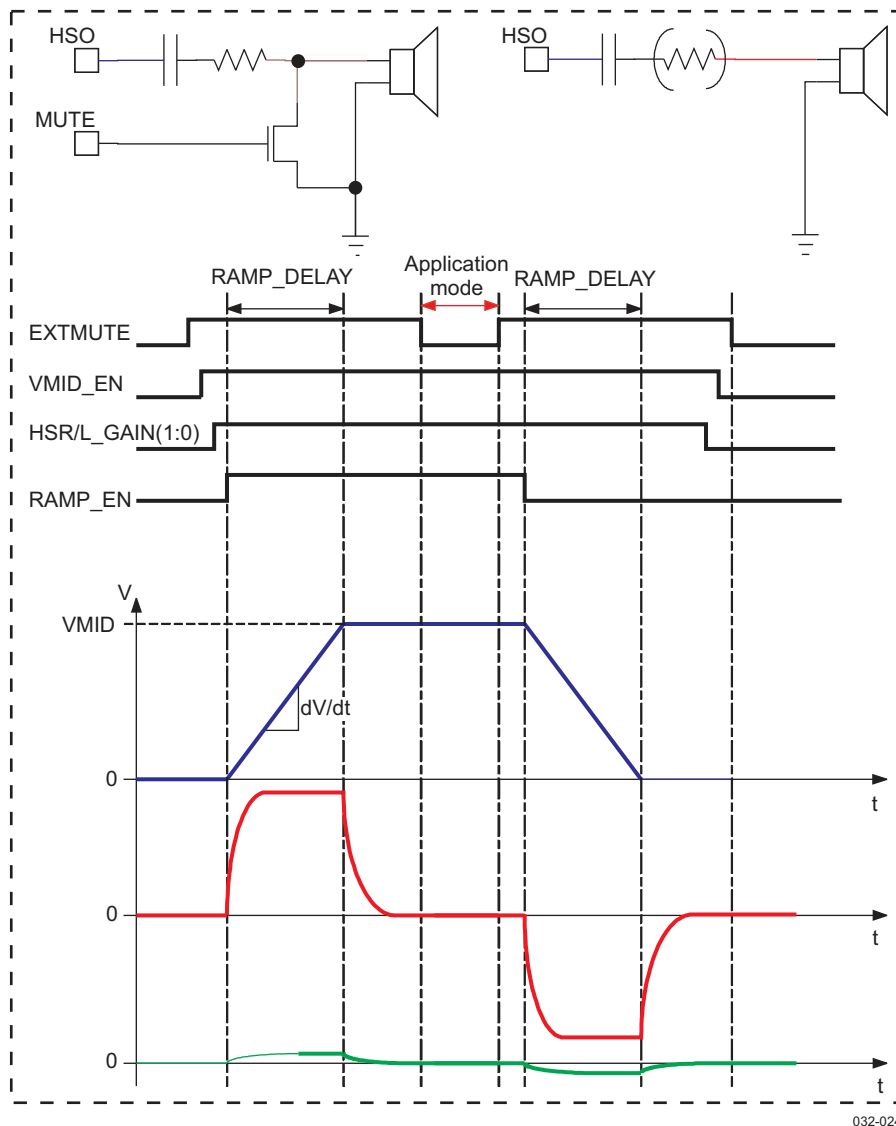 HSO
HSO
MUTE
RAMP_DELAY
Application
mode
RAMP_DELAY
EXTMUTE
VMID_EN
HSR/L_GAIN(1:0)
RAMP_EN
V
VMID
dV/dt
0
t
0
t
0
t